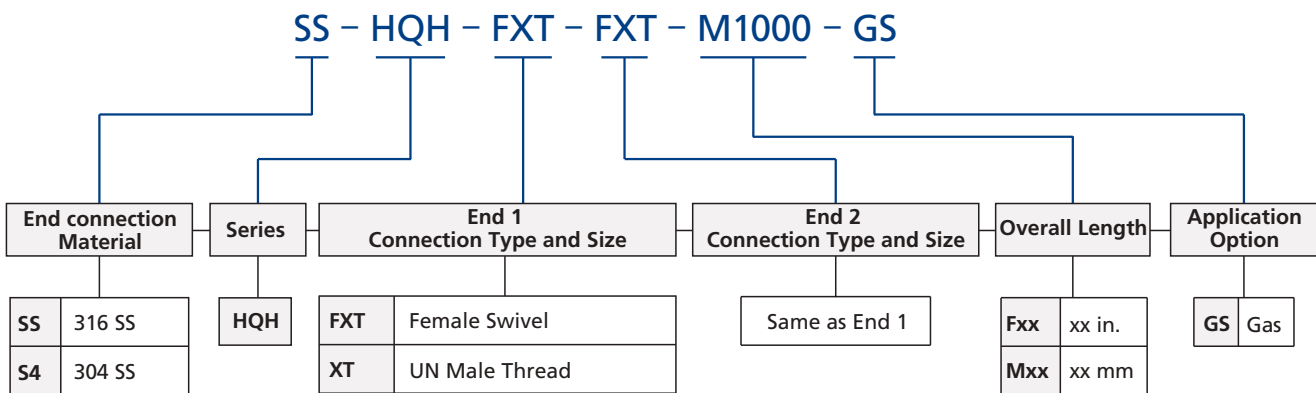 SS – HQH – FXT – FXT – M1000 – GS
End connection
Material
Series
End 1
Connection Type and Size
End 2
Connection Type and Size
Overall Length
Application
Option
SS 316 SS
S4 304 SS
HQH
FXT Female Swivel
XT UN Male Thread
Same as End 1
Fxx xx in.
Mxx xx mm
GS Gas